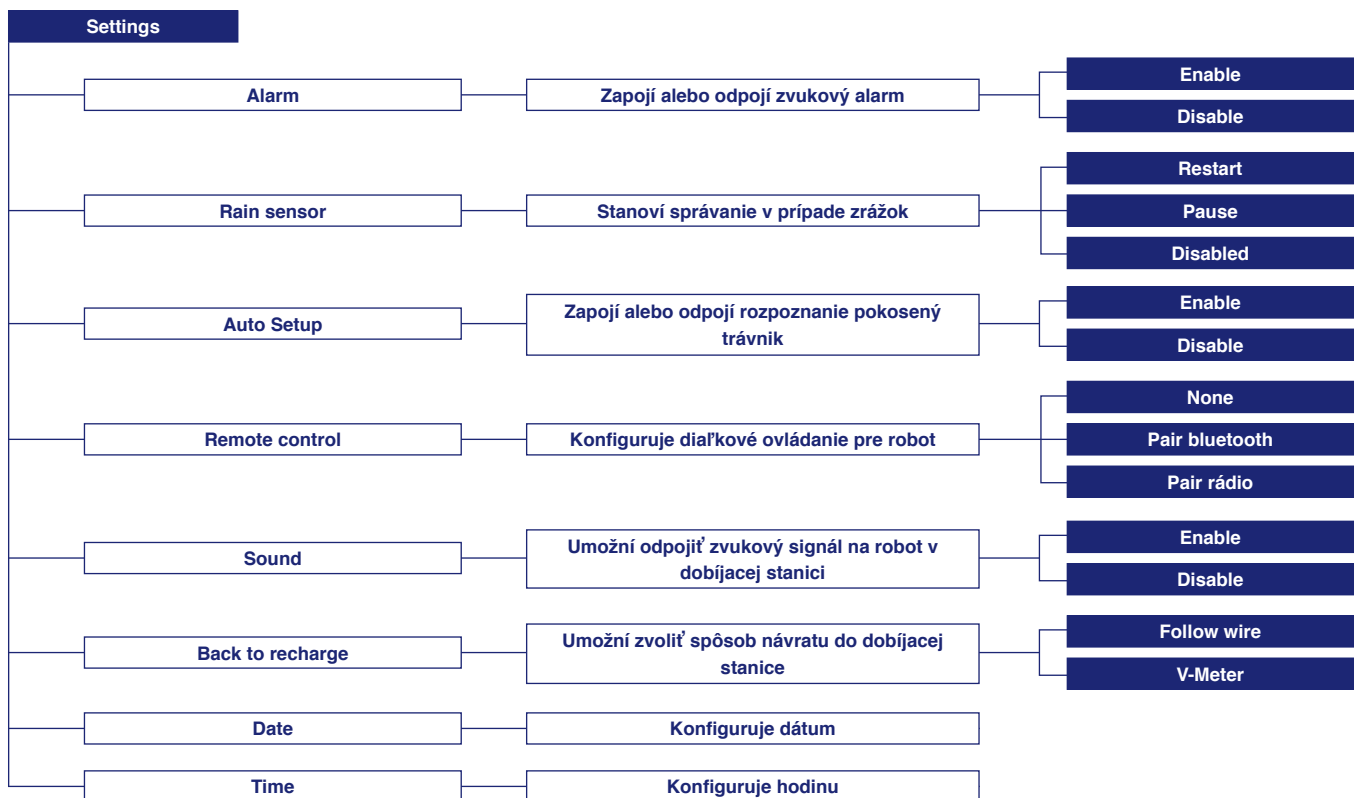 Settings
Alarm
Zapojí alebo odpojí zvukový alarm
Enable
Disable
Rain sensor
Stanoví správanie v prípade zrážok
Restart
Pause
Disabled
Auto Setup
Zapojí alebo odpojí rozpoznanie pokosený
trávnik
Enable
Disable
Remote control
Konfiguruje diaľkové ovládanie pre robot
None
Pair bluetooth
Pair rádio
Sound
Umožní odpojiť zvukový signál na robot v
dobíjacej stanici
Enable
Disable
Back to recharge
Umožní zvoliť spôsob návratu do dobíjacej
stanice
Follow wire
V-Meter
Date
Konfiguruje dátum
Time
Konfiguruje hodinu